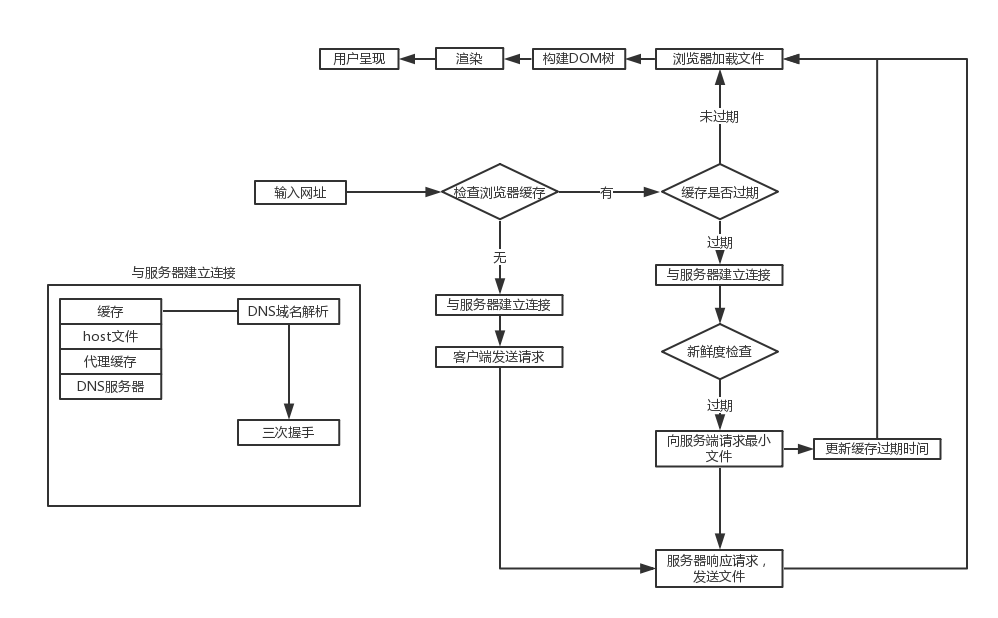 用户呈现
渲染
构建DOM树
浏览器加载文件
未过期
输入网址
检查浏览器缓存
有
缓存是否过期
过期
无
与服务器建立连接
与服务器建立连接
缓存
DNS域名解析
host文件
代理缓存
DNS服务器
三次握手
与服务器建立连接
客户端发送请求
新鲜度检查
过期
向服务端请求最小
文件
更新缓存过期时间
服务器响应请求，
发送文件